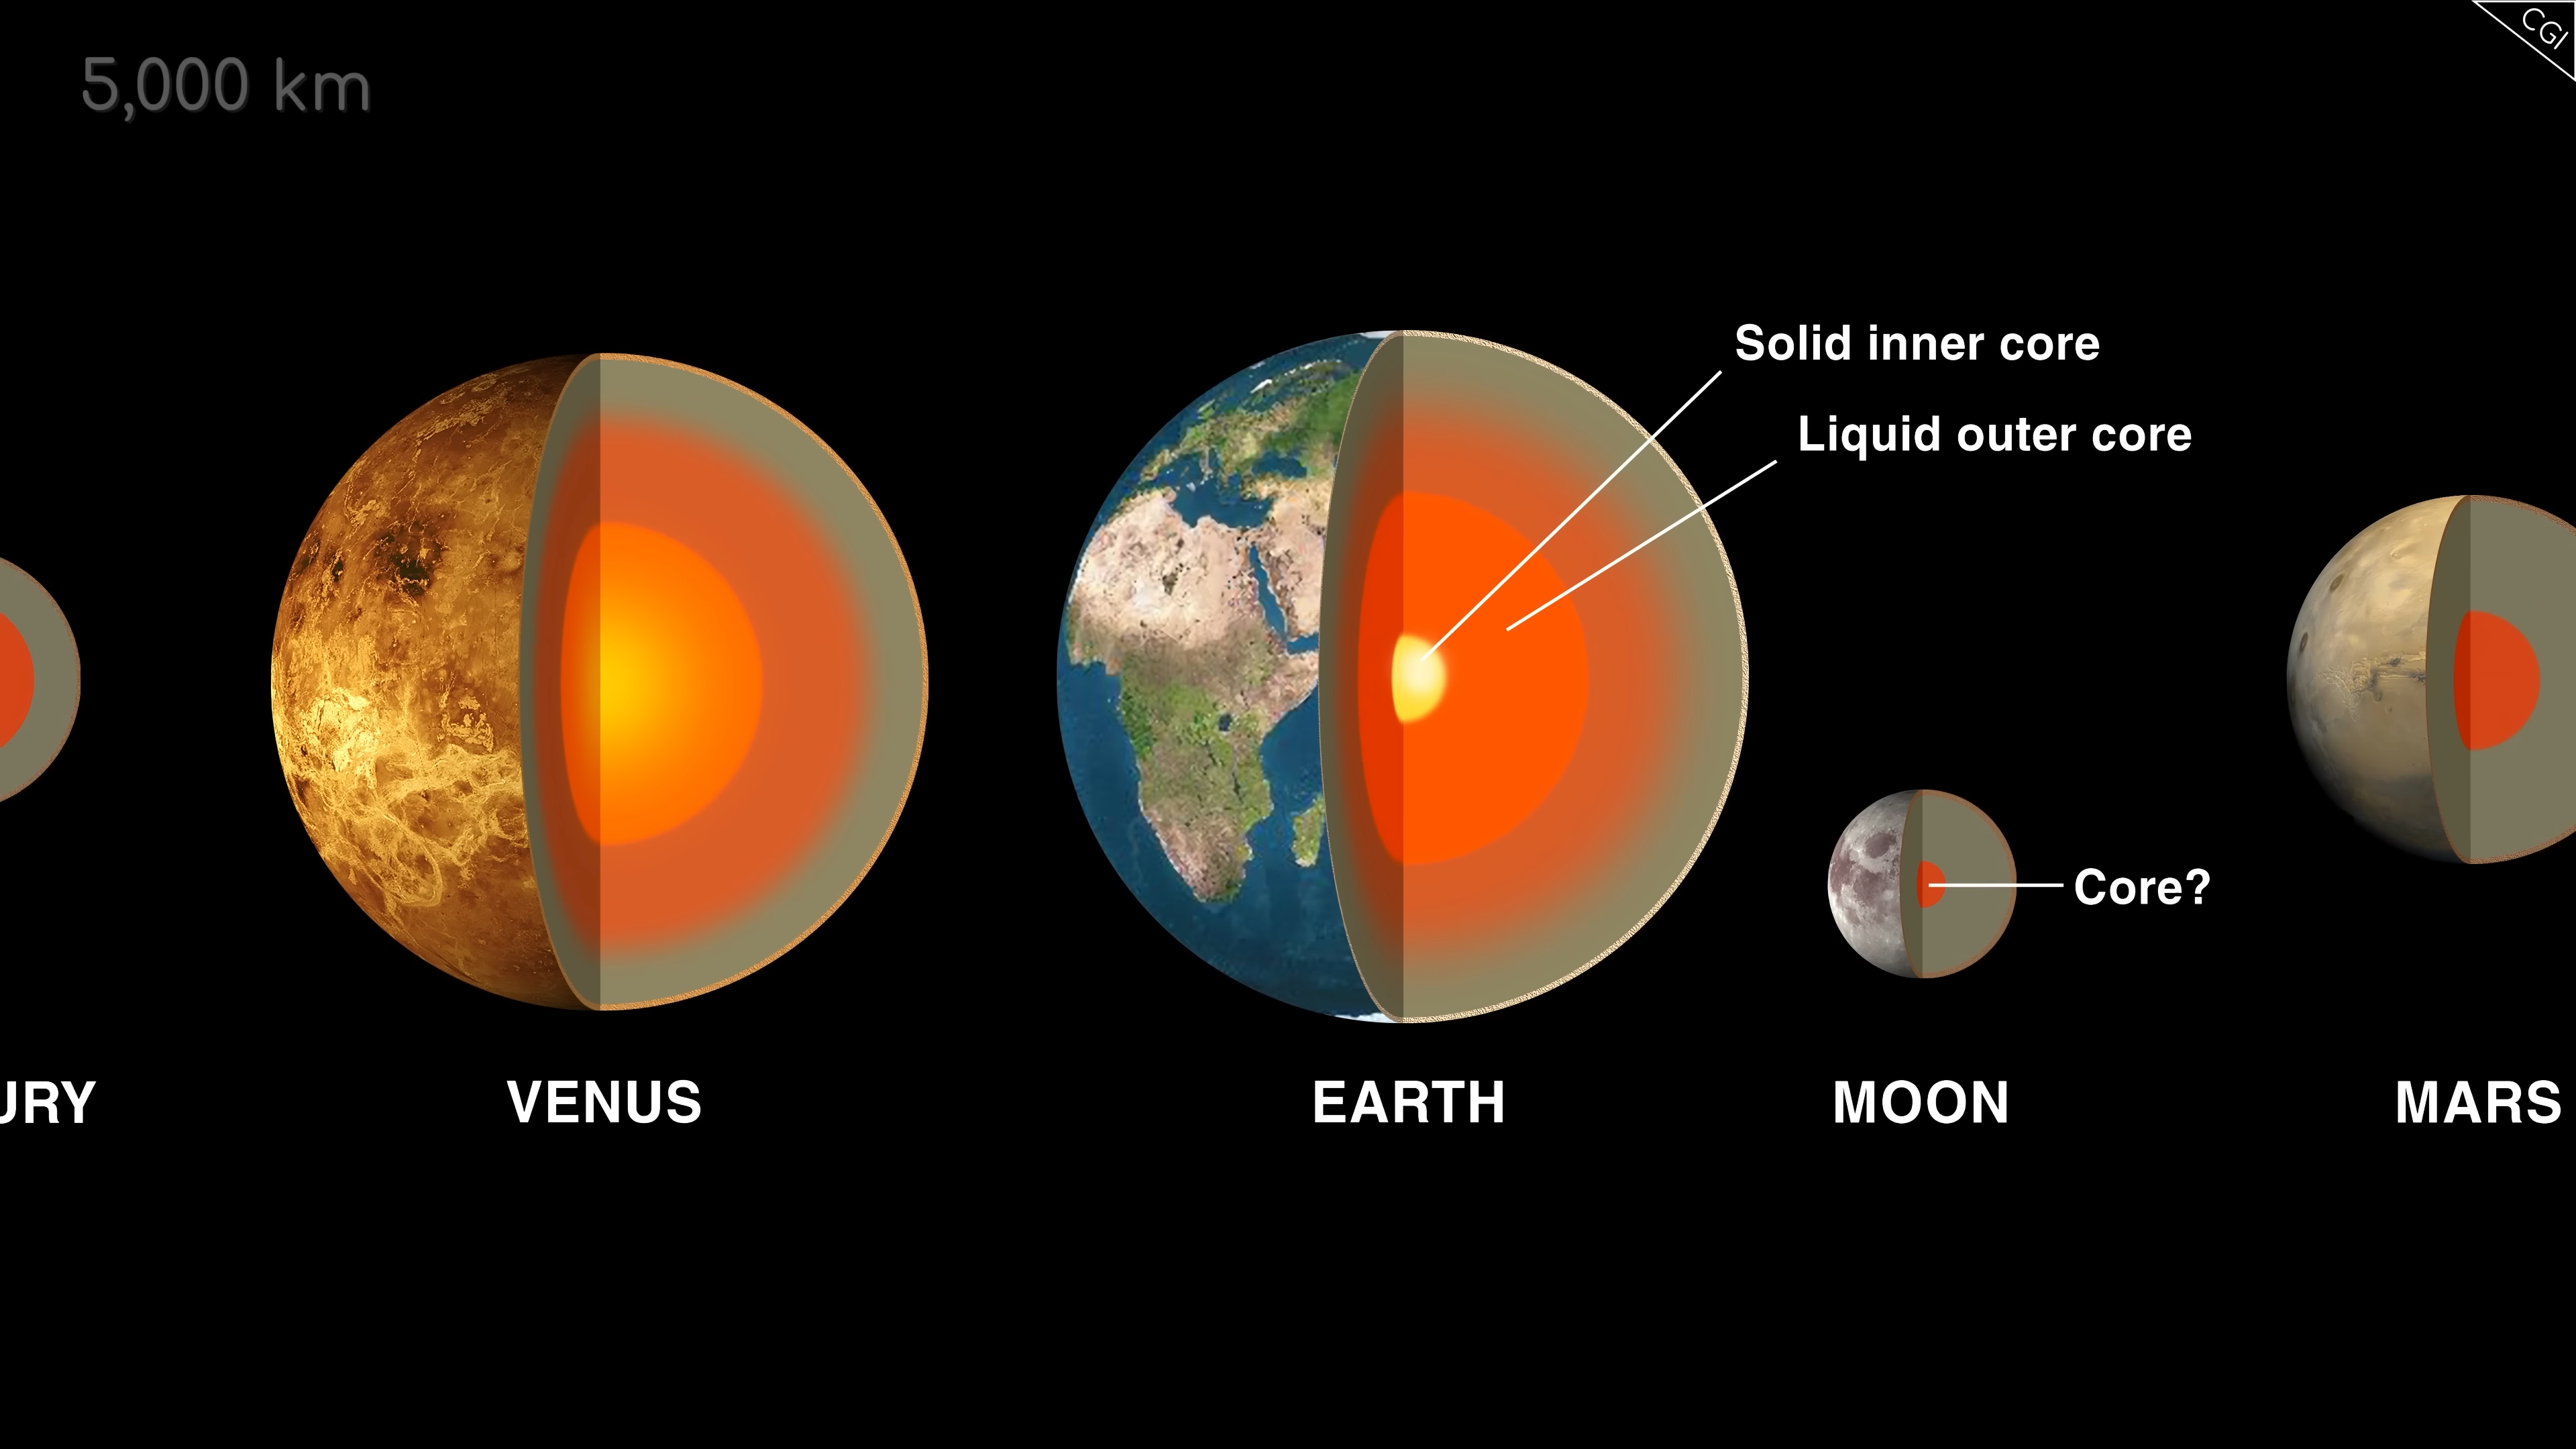 5,000 km
CGI
Solid inner core
Liquid outer core
Core?
URY
VENUS
EARTH
MOON
MARS